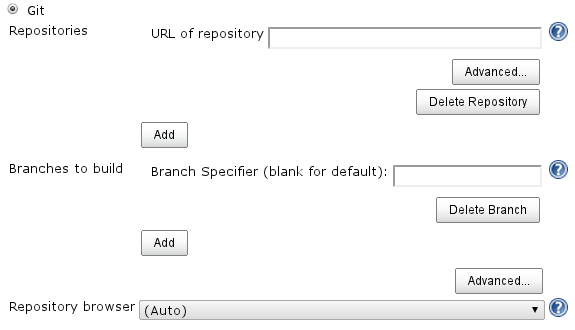 Git
Repositories URL of repository
Advanced...
Delete Repository
Add
Branches to build Branch Specifier (blank for default):
Delete Branch
Add
Advanced...
Repository browser (Auto)